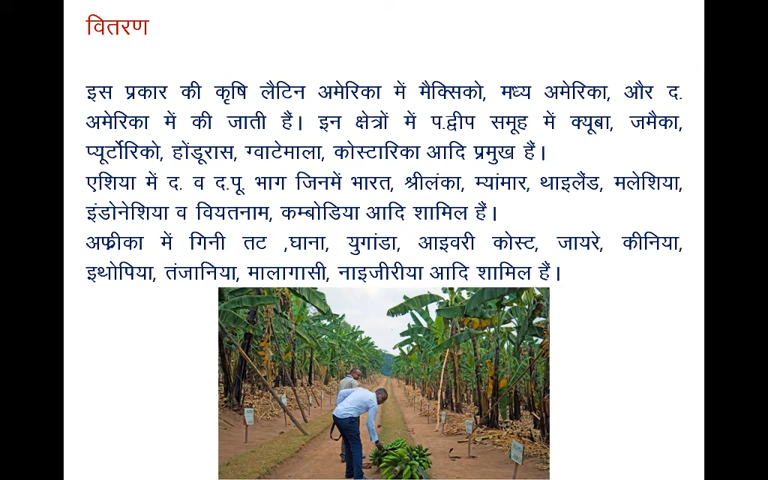 वितरण
इस प्रकार की कृषि लैटिन अमेरिका में मैक्सिको, मध्य अमेरिका, और द.
अमेरिका में की जाती हैं। इन क्षेत्रों में प.द्वीप समूह में क्यूबा, जमैका,
प्यूर्टोरिको, होंडूरास, ग्वाटेमाला, कोस्टारिका आदि प्रमुख हैं।
एशिया में द. व द.पू. भाग जिनमें भारत, श्रीलंका, म्यांमार, थाइलैंड, मलेशिया,
इंडोनेशिया व वियतनाम, कम्बोडिया आदि शामिल हैं।
अफ्रीका में गिनी तट ,घाना, युगांडा, आइवरी कोस्ट, जायरे, कीनिया,
इथोपिया, तंजानिया, मालागासी, नाइजीरीया आदि शामिल हैं।